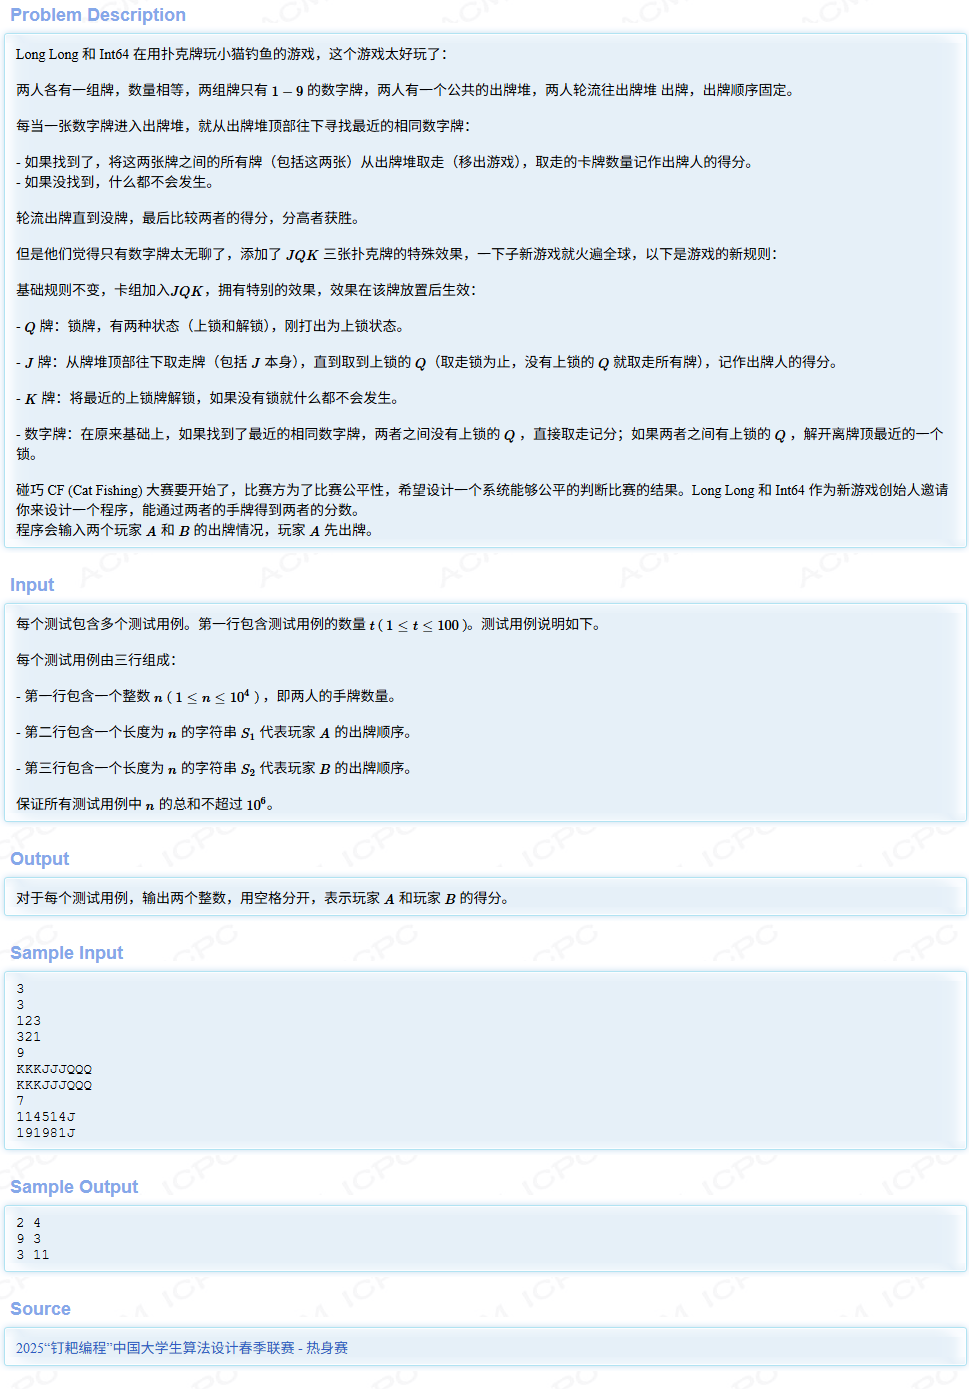 Problem Description
Long Long 和 Int64 在用扑克牌玩小猫钓鱼的游戏，这个游戏太好玩了：
两人各有一组牌，数量相等，两组牌只有 1 − 9 的数字牌，两人有一个公共的出牌堆，两人轮流往出牌堆 出牌，出牌顺序固定。
每当一张数字牌进入出牌堆，就从出牌堆顶部往下寻找最近的相同数字牌：
- 如果找到了，将这两张牌之间的所有牌（包括这两张）从出牌堆取走（移出游戏），取走的卡牌数量记作出牌人的得分。
- 如果没找到，什么都不会发生。
轮流出牌直到没牌，最后比较两者的得分，分高者获胜。
但是他们觉得只有数字牌太无聊了，添加了 JQK 三张扑克牌的特殊效果，一下子新游戏就火遍全球，以下是游戏的新规则：
基础规则不变，卡组加入JQK，拥有特别的效果，效果在该牌放置后生效：
- Q 牌：锁牌，有两种状态（上锁和解锁），刚打出为上锁状态。
- J 牌：从牌堆顶部往下取走牌（包括 J 本身），直到取到上锁的 Q（取走锁为止，没有上锁的 Q 就取走所有牌），记作出牌人的得分。
- K 牌：将最近的上锁牌解锁，如果没有锁就什么都不会发生。
- 数字牌：在原来基础上，如果找到了最近的相同数字牌，两者之间没有上锁的 Q ，直接取走记分；如果两者之间有上锁的 Q ，解开离牌顶最近的一个
锁。
碰巧 CF (Cat Fishing) 大赛要开始了，比赛方为了比赛公平性，希望设计一个系统能够公平的判断比赛的结果。Long Long 和 Int64 作为新游戏创始人邀请
你来设计一个程序，能通过两者的手牌得到两者的分数。
程序会输入两个玩家 A 和 B 的出牌情况，玩家 A 先出牌。
Input
每个测试包含多个测试用例。第一行包含测试用例的数量 t ( 1 ≤ t ≤ 100 )。测试用例说明如下。
每个测试用例由三行组成：
- 第一行包含一个整数 n ( 1 ≤ n ≤ 10⁴ ) ，即两人的手牌数量。
- 第二行包含一个长度为 n 的字符串 S₁ 代表玩家 A 的出牌顺序。
- 第三行包含一个长度为 n 的字符串 S₂ 代表玩家 B 的出牌顺序。
保证所有测试用例中 n 的总和不超过 10⁶。
Output
对于每个测试用例，输出两个整数，用空格分开，表示玩家 A 和玩家 B 的得分。
Sample Input
3
3
123
321
9
KKKJJJQQQ
KKKJJJQQQ
7
114514J
191981J
Sample Output
2 4
9 3
3 11
Source
2025“钉耙编程”中国大学生算法设计春季联赛 - 热身赛